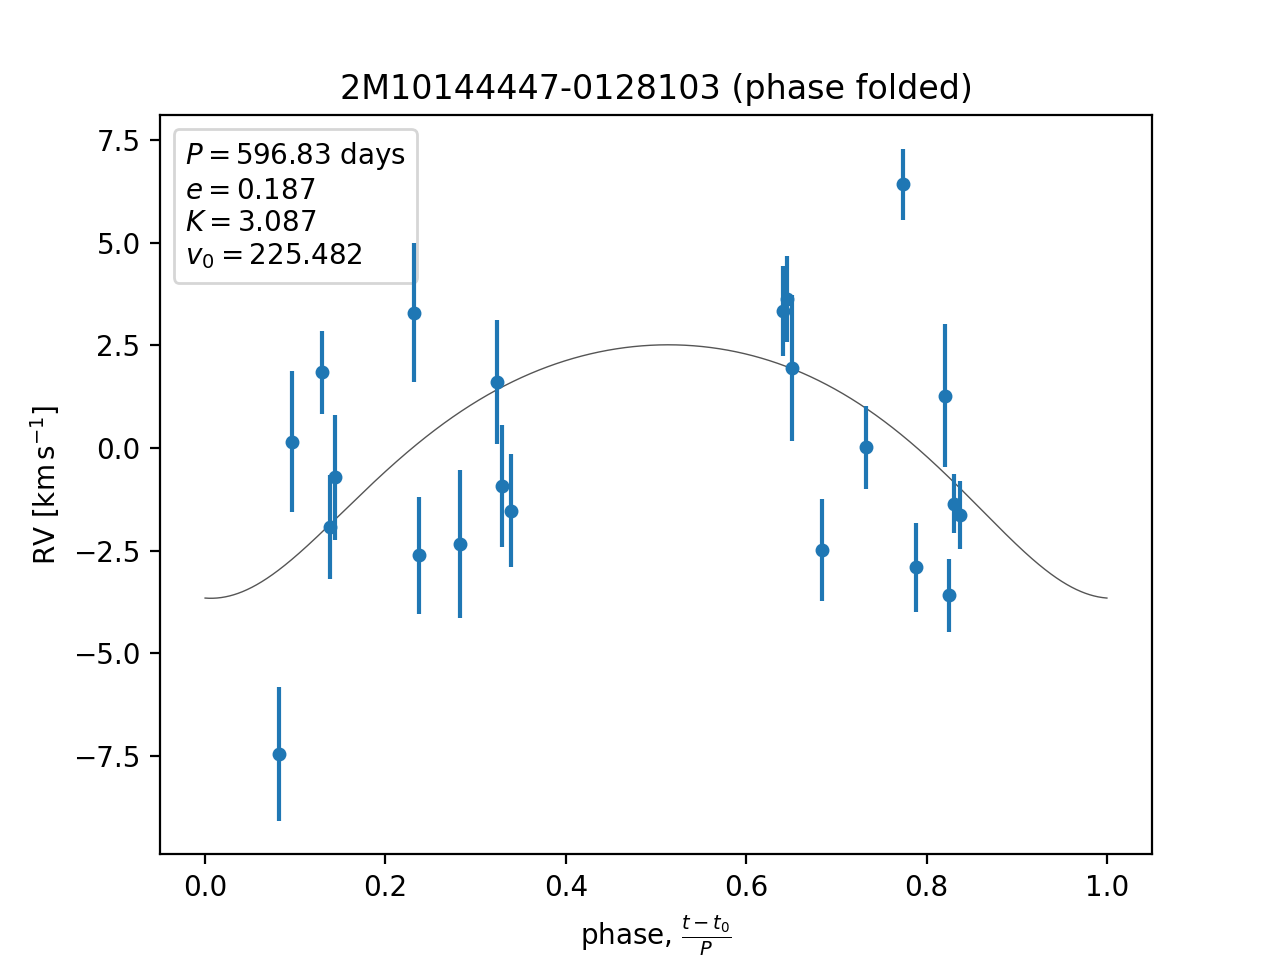 2M10144447-0128103 (phase folded)
P = 596.83 days
e = 0.187
K = 3.087
v₀ = 225.482
7.5
5.0
2.5
0.0
−2.5
−5.0
−7.5
RV [km s⁻¹]
0.0 0.2 0.4 0.6 0.8 1.0
phase, (t − t₀)/P